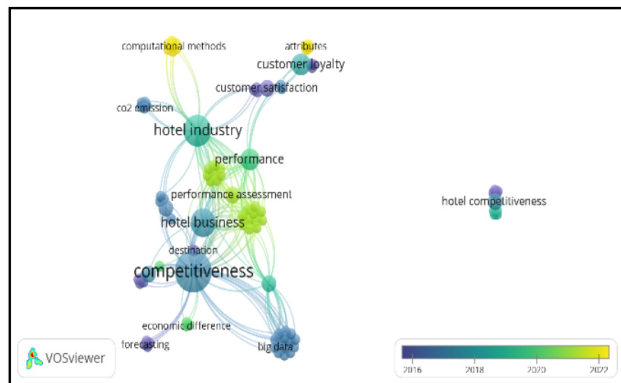 computational methods
attributes
customer loyalty
customer satisfaction
co2 emission
hotel industry
performance
performance assessment
hotel competitiveness
hotel business
destination
competitiveness
economic difference
forecasting
big data
VOSviewer
2016 2018 2020 2022